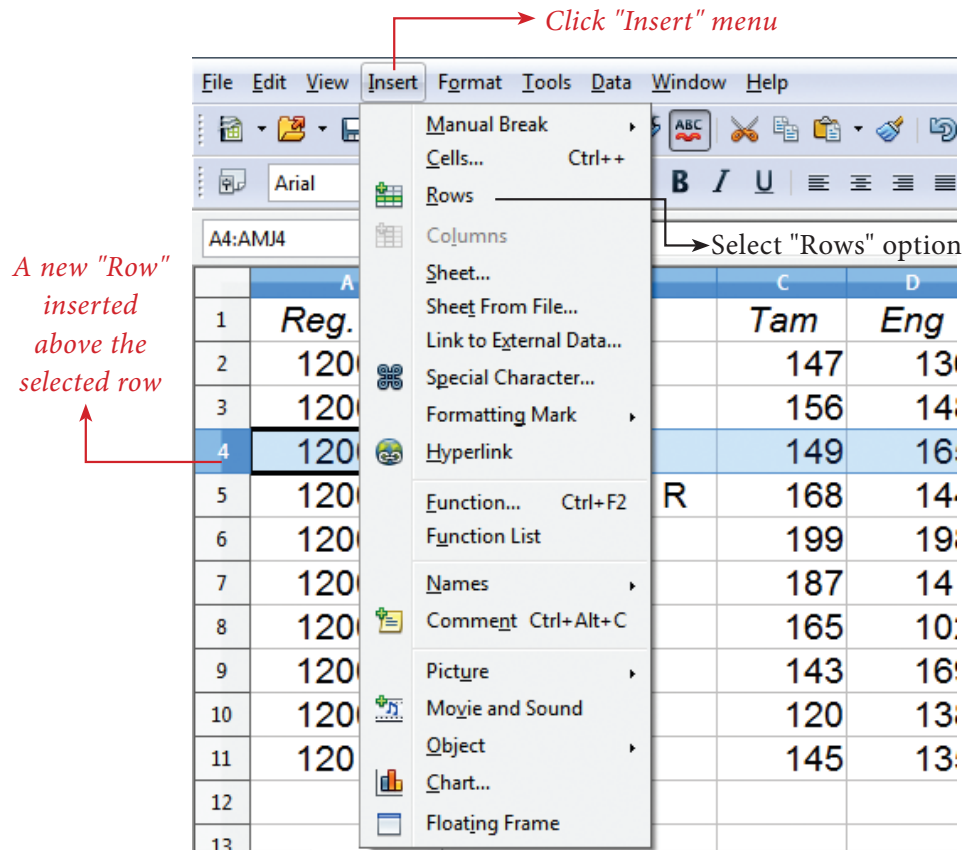 Click "Insert" menu
File Edit View Insert Format Tools Data Window Help
Manual Break
ABC
Cells... Ctrl++
Arial
B I U
Rows
A4:AMJ4
Columns
Select "Rows" option
A new "Row"
inserted
above the
selected row
Sheet...
Sheet From File...
Link to External Data...
Special Character...
Formatting Mark
Hyperlink
Function... Ctrl+F2
Function List
Names
Comment Ctrl+Alt+C
Picture
Movie and Sound
Object
Chart...
Floating Frame
A C D
1 Reg. Tam Eng
2 147
3 156
4 149
5 R 168
6 199
7 187
8 165
9 143
10 120
11 145
12
13